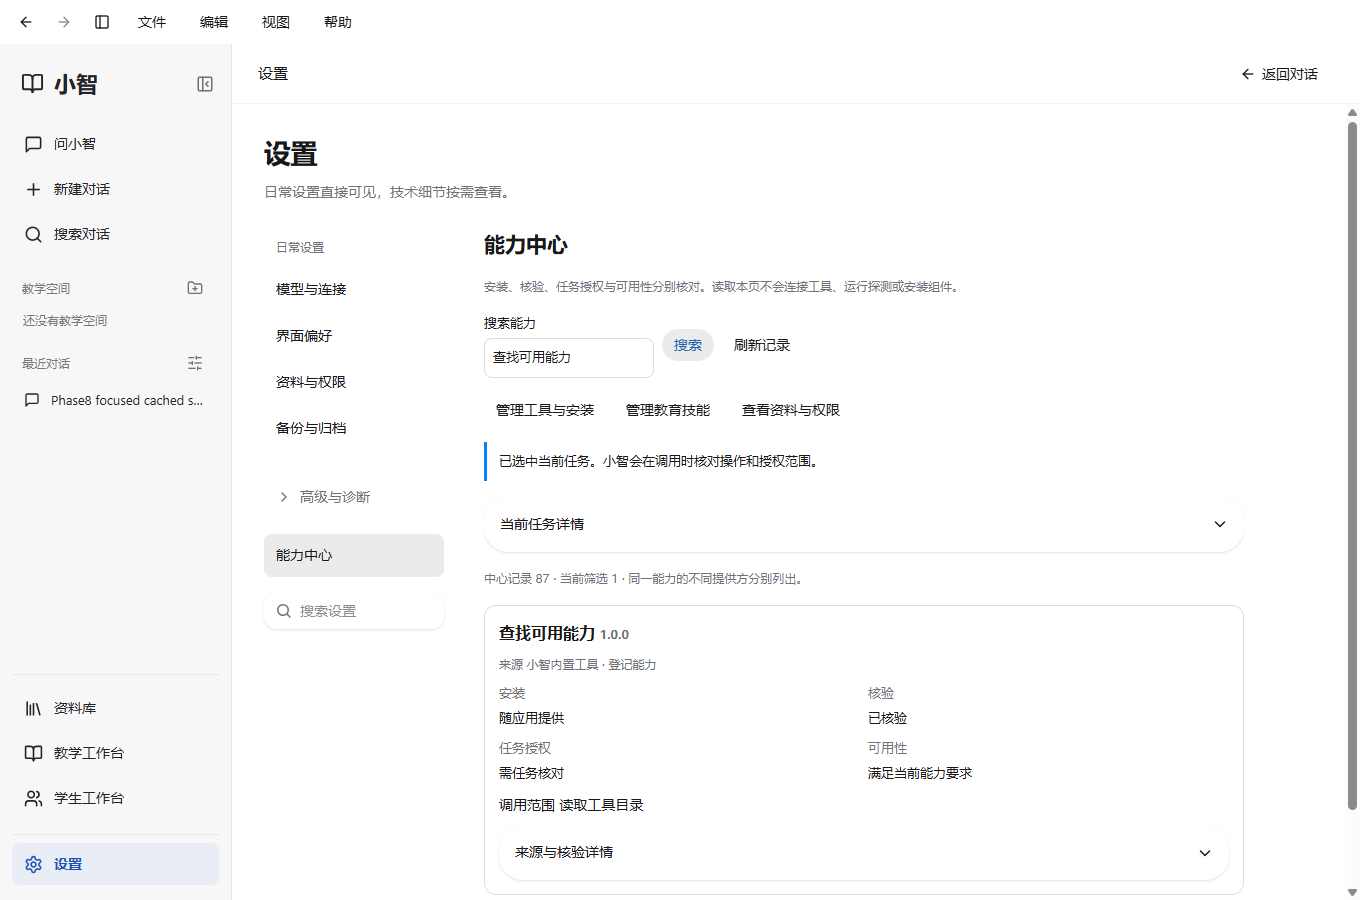 文件 编辑 视图 帮助
小智
问小智
新建对话
搜索对话
教学空间
还没有教学空间
最近对话
Phase8 focused cached s...
资料库
教学工作台
学生工作台
设置
设置
返回对话
设置
日常设置直接可见，技术细节按需查看。
日常设置
模型与连接
界面偏好
资料与权限
备份与归档
高级与诊断
能力中心
搜索设置
能力中心
安装、核验、任务授权与可用性分别核对。读取本页不会连接工具、运行探测或安装组件。
搜索能力
查找可用能力 搜索 刷新记录
管理工具与安装 管理教育技能 查看资料与权限
已选中当前任务。小智会在调用时核对操作和授权范围。
当前任务详情
中心记录 87 · 当前筛选 1 · 同一能力的不同提供方分别列出。
查找可用能力 1.0.0
来源 小智内置工具 · 登记能力
安装 核验
随应用提供 已核验
任务授权 可用性
需任务核对 满足当前能力要求
调用范围 读取工具目录
来源与核验详情